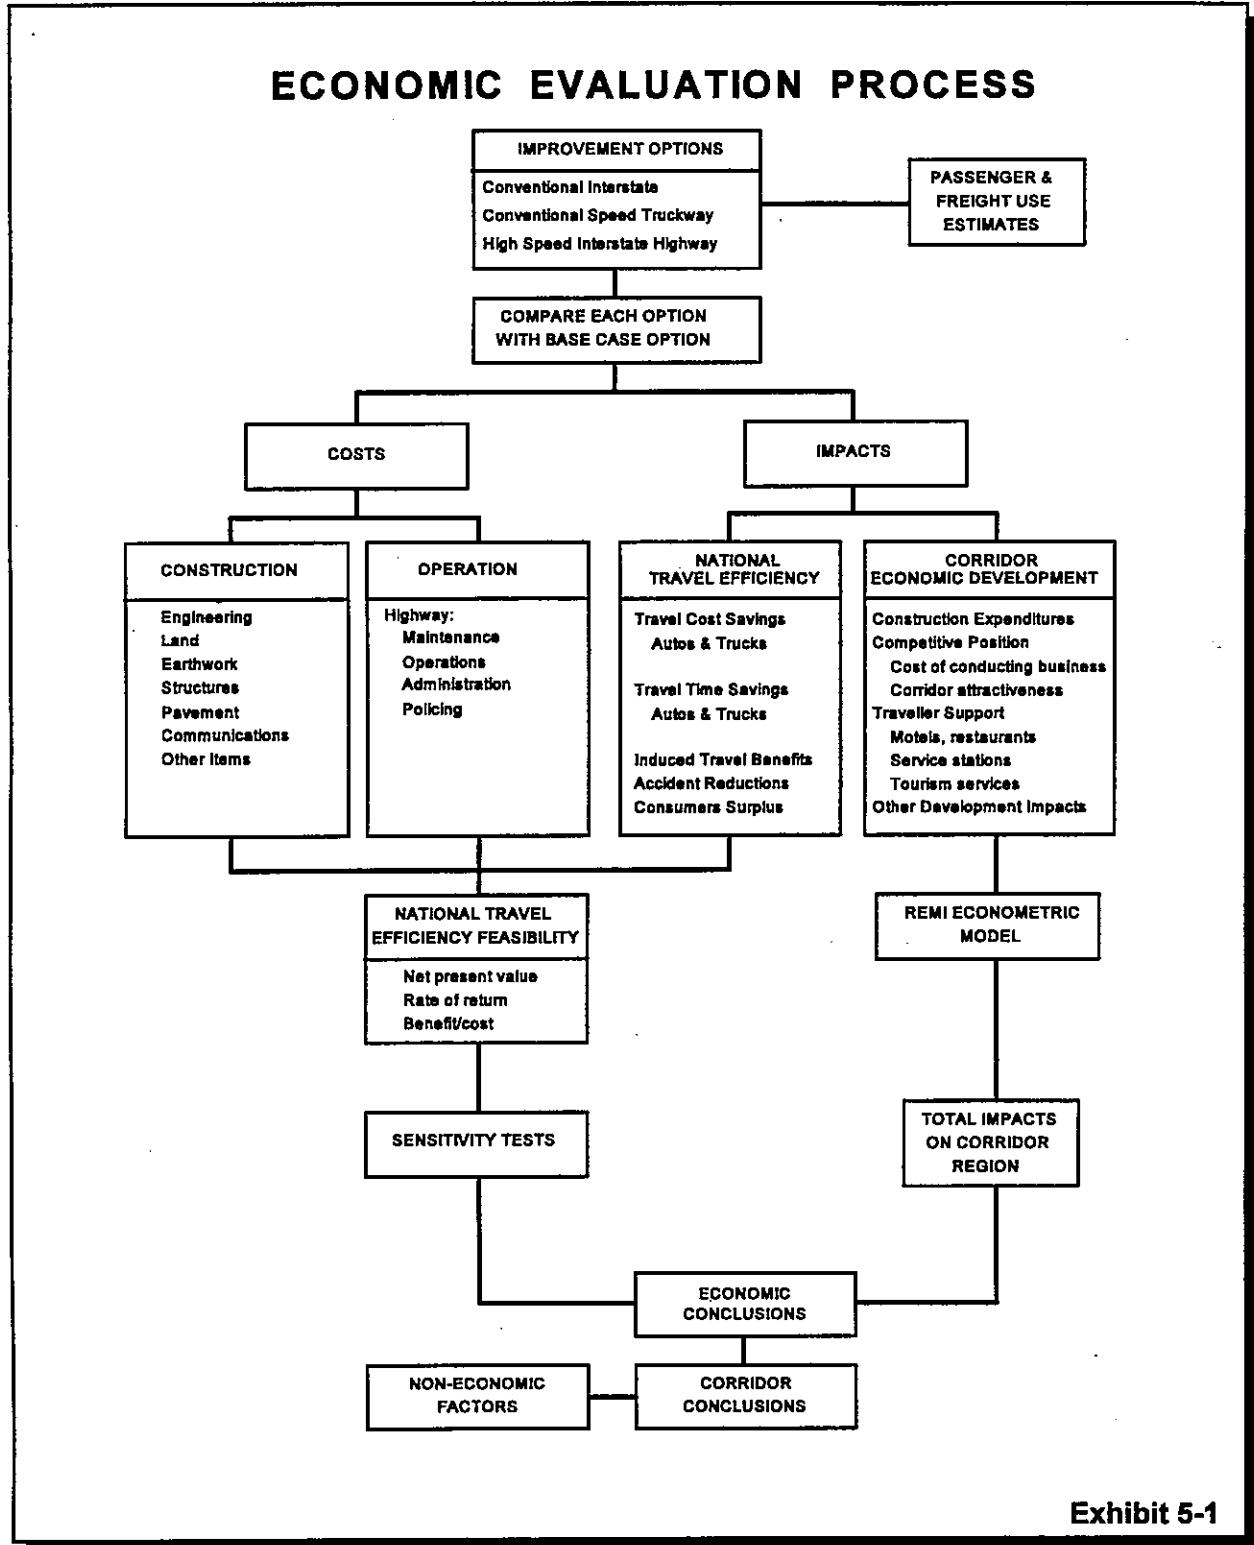 ECONOMIC EVALUATION PROCESS
IMPROVEMENT OPTIONS
Conventional Interstate
Conventional Speed Truckway
High Speed Interstate Highway
PASSENGER &
FREIGHT USE
ESTIMATES
COMPARE EACH OPTION
WITH BASE CASE OPTION
COSTS
IMPACTS
CONSTRUCTION
Engineering
Land
Earthwork
Structures
Pavement
Communications
Other Items
OPERATION
Highway:
Maintenance
Operations
Administration
Policing
NATIONAL
TRAVEL EFFICIENCY
Travel Cost Savings
Autos & Trucks
Travel Time Savings
Autos & Trucks
Induced Travel Benefits
Accident Reductions
Consumers Surplus
CORRIDOR
ECONOMIC DEVELOPMENT
Construction Expenditures
Competitive Position
Cost of conducting business
Corridor attractiveness
Traveller Support
Motels, restaurants
Service stations
Tourism services
Other Development Impacts
NATIONAL TRAVEL
EFFICIENCY FEASIBILITY
Net present value
Rate of return
Benefit/cost
REMI ECONOMETRIC
MODEL
SENSITIVITY TESTS
TOTAL IMPACTS
ON CORRIDOR
REGION
ECONOMIC
CONCLUSIONS
NON-ECONOMIC
FACTORS
CORRIDOR
CONCLUSIONS
Exhibit 5-1